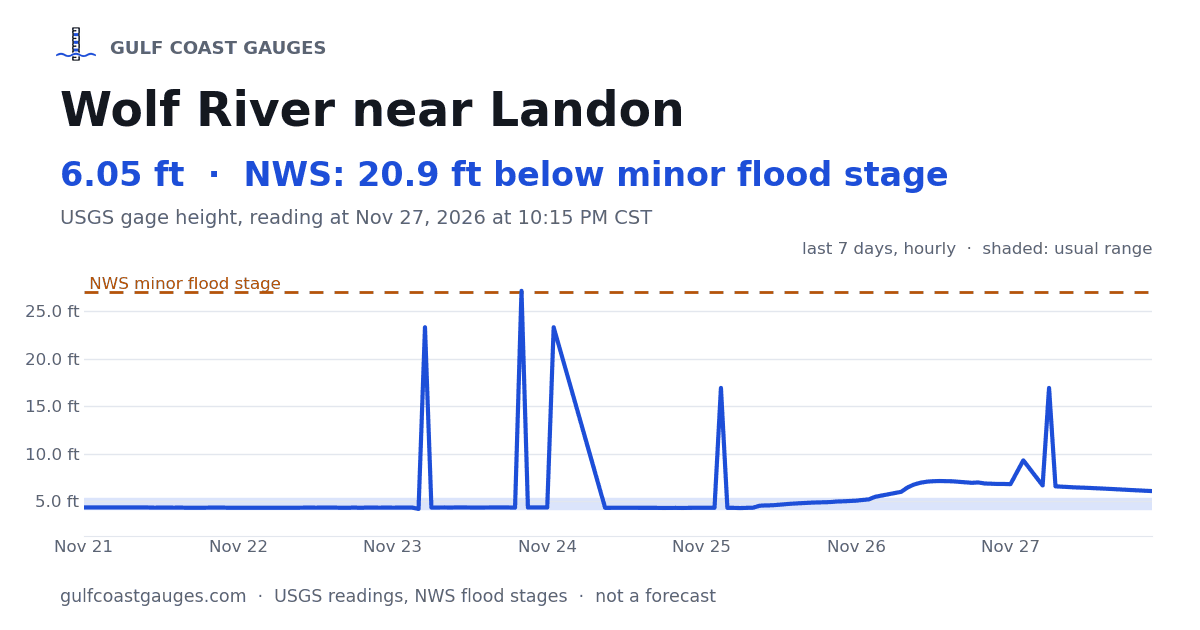 GULF COAST GAUGES
Wolf River near Landon
6.05 ft · NWS: 20.9 ft below minor flood stage
USGS gage height, reading at Nov 27, 2026 at 10:15 PM CST
last 7 days, hourly · shaded: usual range
NWS minor flood stage
25.0 ft
20.0 ft
15.0 ft
10.0 ft
5.0 ft
Nov 21 Nov 22 Nov 23 Nov 24 Nov 25 Nov 26 Nov 27
gulfcoastgauges.com · USGS readings, NWS flood stages · not a forecast